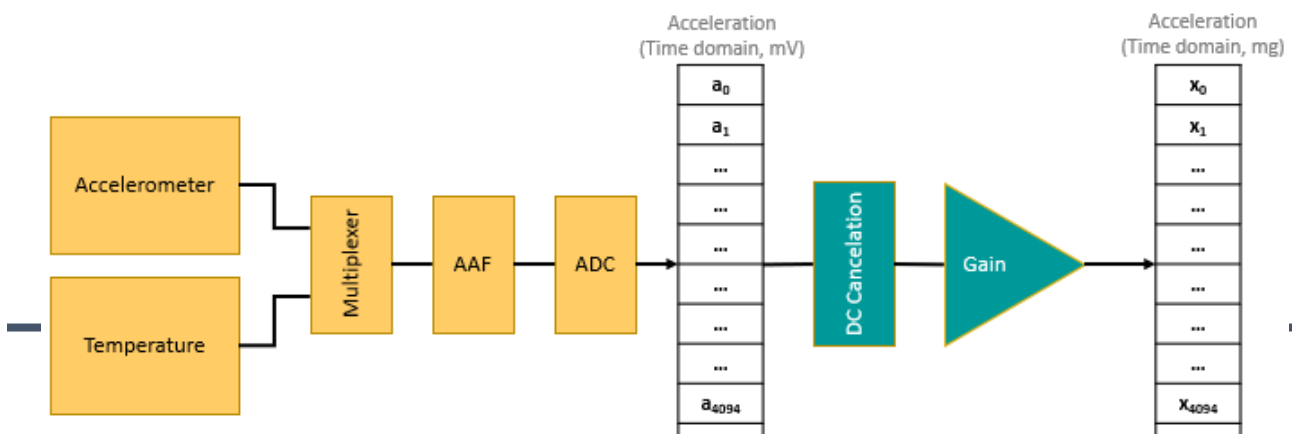 Acceleration
(Time domain, mV)
Acceleration
(Time domain, mg)
a0
a1
...
...
...
...
...
...
a4094
x0
x1
...
...
...
...
...
...
x4094
Accelerometer
Temperature
Multiplexer
AAF
ADC
DC Cancelation
Gain